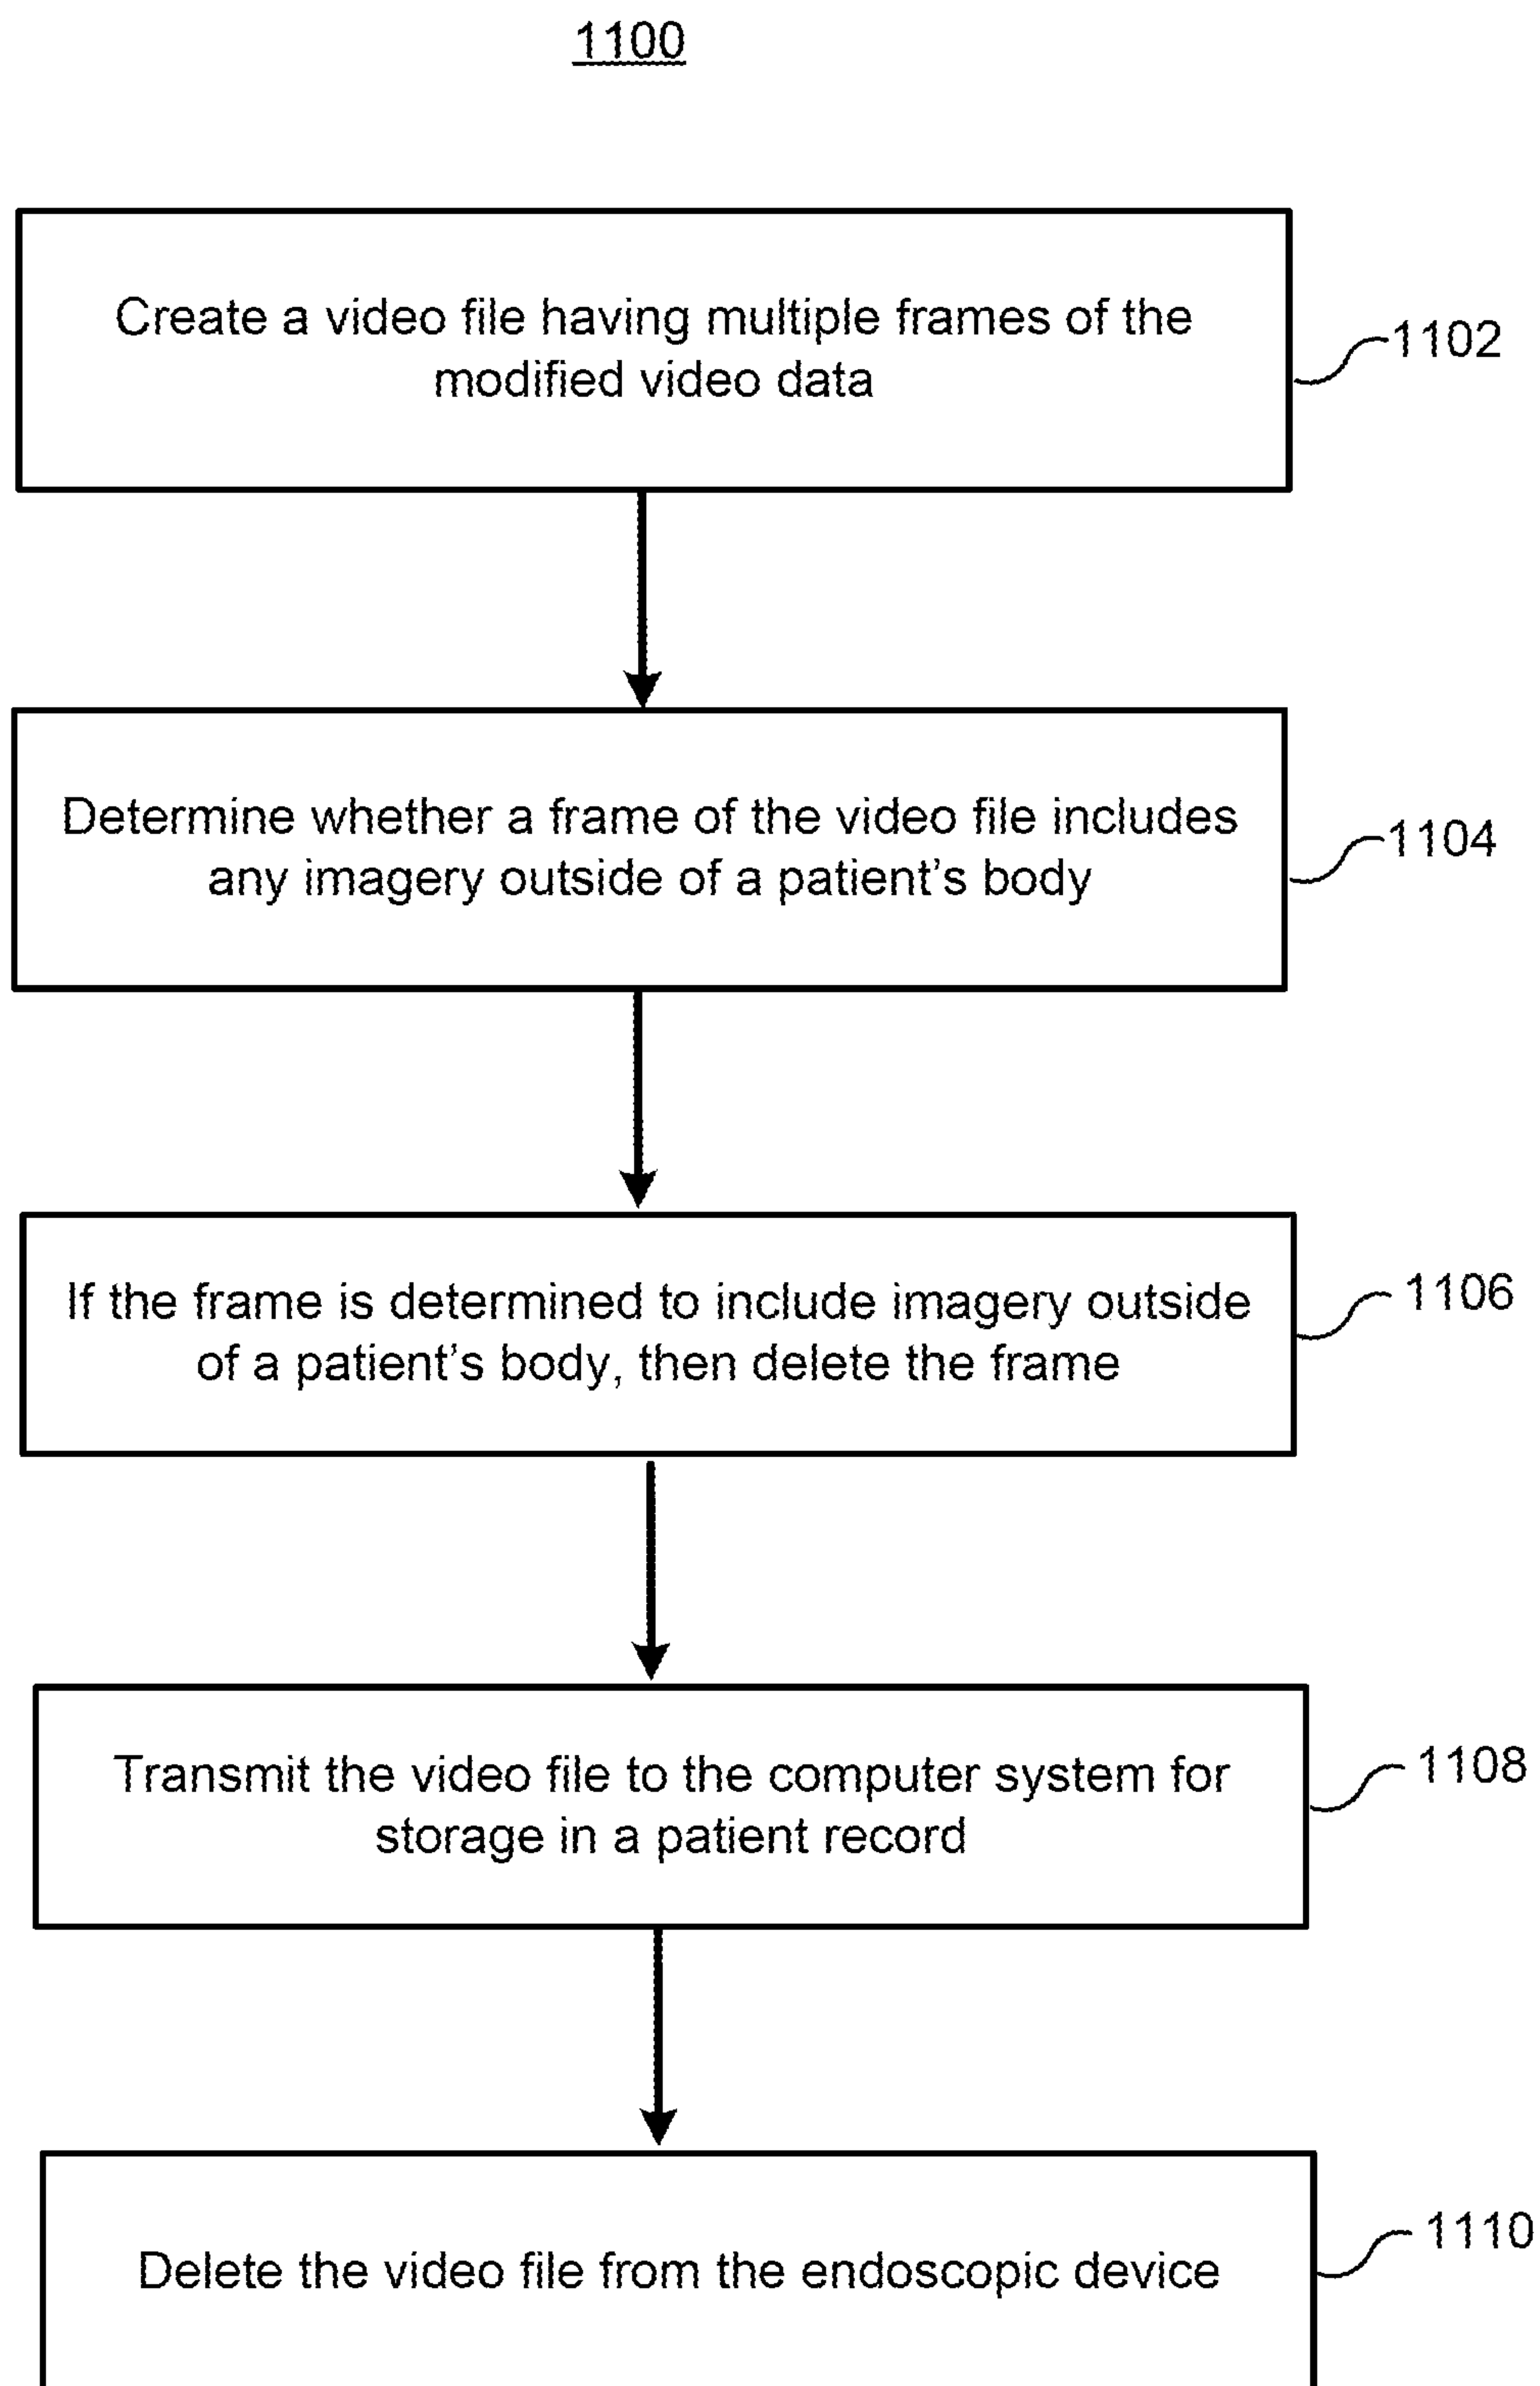 1100
Create a video file having multiple frames of the
modified video data
1102
Determine whether a frame of the video file includes
any imagery outside of a patient's body
1104
If the frame is determined to include imagery outside
of a patient's body, then delete the frame
1106
Transmit the video file to the computer system for
storage in a patient record
1108
Delete the video file from the endoscopic device
1110